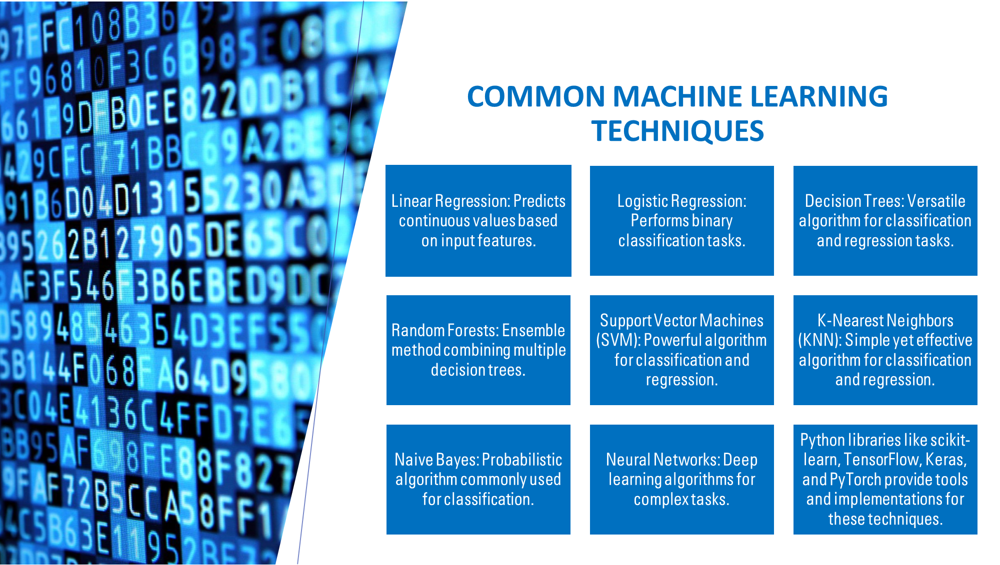 COMMON MACHINE LEARNING
TECHNIQUES
Linear Regression: Predicts
continuous values based
on input features.
Logistic Regression:
Performs binary
classification tasks.
Decision Trees: Versatile
algorithm for classification
and regression tasks.
Random Forests: Ensemble
method combining multiple
decision trees.
Support Vector Machines
(SVM): Powerful algorithm
for classification and
regression.
K-Nearest Neighbors
(KNN): Simple yet effective
algorithm for classification
and regression.
Naive Bayes: Probabilistic
algorithm commonly used
for classification.
Neural Networks: Deep
learning algorithms for
complex tasks.
Python libraries like scikit-
learn, TensorFlow, Keras,
and PyTorch provide tools
and implementations for
these techniques.